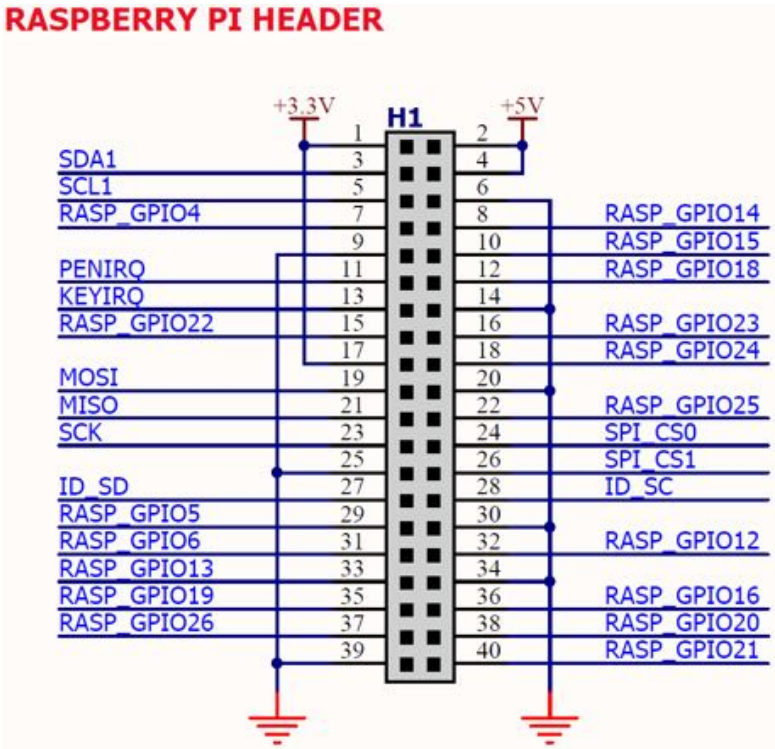 RASPBERRY PI HEADER
+3.3V H1 +5V
1 2
SDA1 3 4
SCL1 5 6
RASP_GPIO4 7 8 RASP_GPIO14
9 10 RASP_GPIO15
PENIRQ 11 12 RASP_GPIO18
KEYIRQ 13 14
RASP_GPIO22 15 16 RASP_GPIO23
17 18 RASP_GPIO24
MOSI 19 20
MISO 21 22 RASP_GPIO25
SCK 23 24 SPI_CS0
25 26 SPI_CS1
ID_SD 27 28 ID_SC
RASP_GPIO5 29 30
RASP_GPIO6 31 32 RASP_GPIO12
RASP_GPIO13 33 34
RASP_GPIO19 35 36 RASP_GPIO16
RASP_GPIO26 37 38 RASP_GPIO20
39 40 RASP_GPIO21